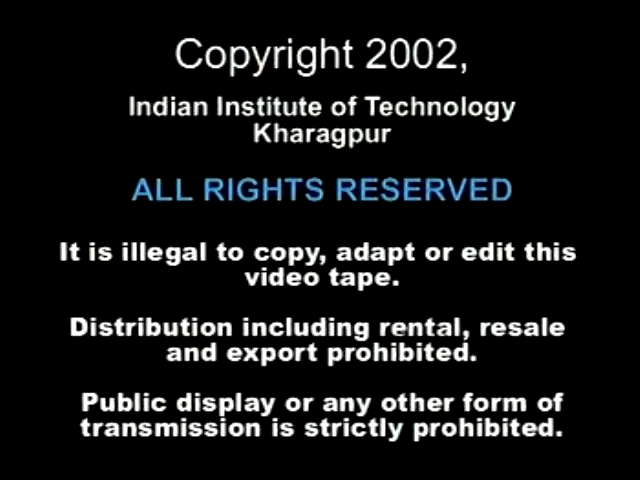 Copyright 2002,
Indian Institute of Technology
Kharagpur
ALL RIGHTS RESERVED
It is illegal to copy, adapt or edit this
video tape.
Distribution including rental, resale
and export prohibited.
Public display or any other form of
transmission is strictly prohibited.